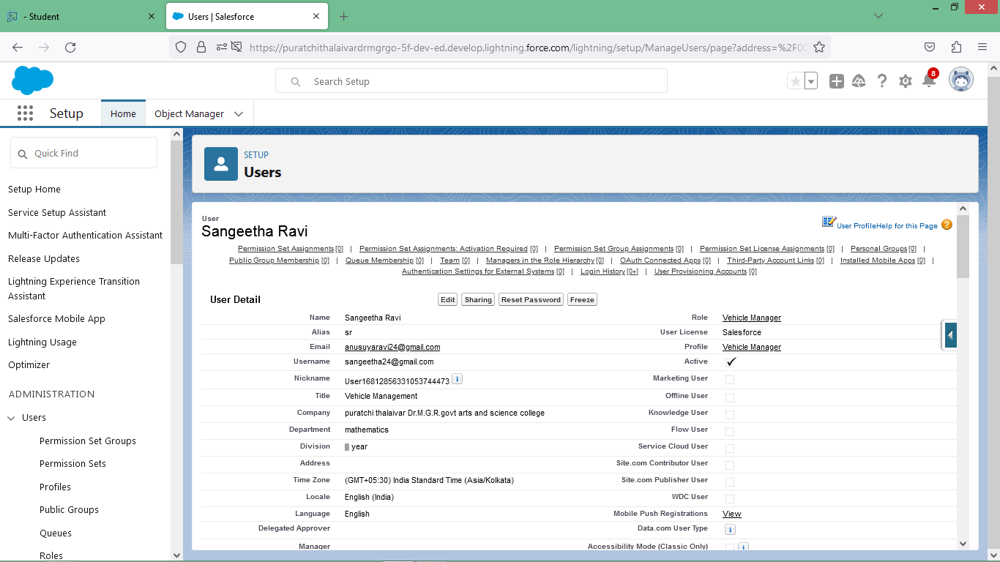 - Student
Users | Salesforce
https://puratchithalaivardrmgrgo-5f-dev-ed.develop.lightning.force.com/lightning/setup/ManageUsers/page?address=%2F00
Search Setup
8
Setup
Home
Object Manager
Quick Find
Setup Home
Service Setup Assistant
Multi-Factor Authentication Assistant
Release Updates
Lightning Experience Transition
Assistant
Salesforce Mobile App
Lightning Usage
Optimizer
ADMINISTRATION
Users
Permission Set Groups
Permission Sets
Profiles
Public Groups
Queues
Roles
SETUP
Users
User
Sangeetha Ravi
User Profile Help for this Page
Permission Set Assignments [0] | Permission Set Assignments: Activation Required [0] | Permission Set Group Assignments [0] | Permission Set License Assignments [0] | Personal Groups [0] |
Public Group Membership [0] | Queue Membership [0] | Team [0] | Managers in the Role Hierarchy [0] | OAuth Connected Apps [0] | Third-Party Account Links [0] | Installed Mobile Apps [0] |
Authentication Settings for External Systems [0] | Login History [0+] | User Provisioning Accounts [0]
User Detail
Edit Sharing Reset Password Freeze
Name Sangeetha Ravi Role Vehicle Manager
Alias sr User License Salesforce
Email anusuyaravi24@gmail.com Profile Vehicle Manager
Username sangeetha24@gmail.com Active
Nickname User16812856331053744473 i Marketing User
Title Vehicle Management Offline User
Company puratchi thalaivar Dr.M.G.R.govt arts and science college Knowledge User
Department mathematics Flow User
Division ||| year Service Cloud User
Address Site.com Contributor User
Time Zone (GMT+05:30) India Standard Time (Asia/Kolkata) Site.com Publisher User
Locale English (India) WDC User
Language English Mobile Push Registrations View
Delegated Approver Data.com User Type i
Manager Accessibility Mode (Classic Only) i